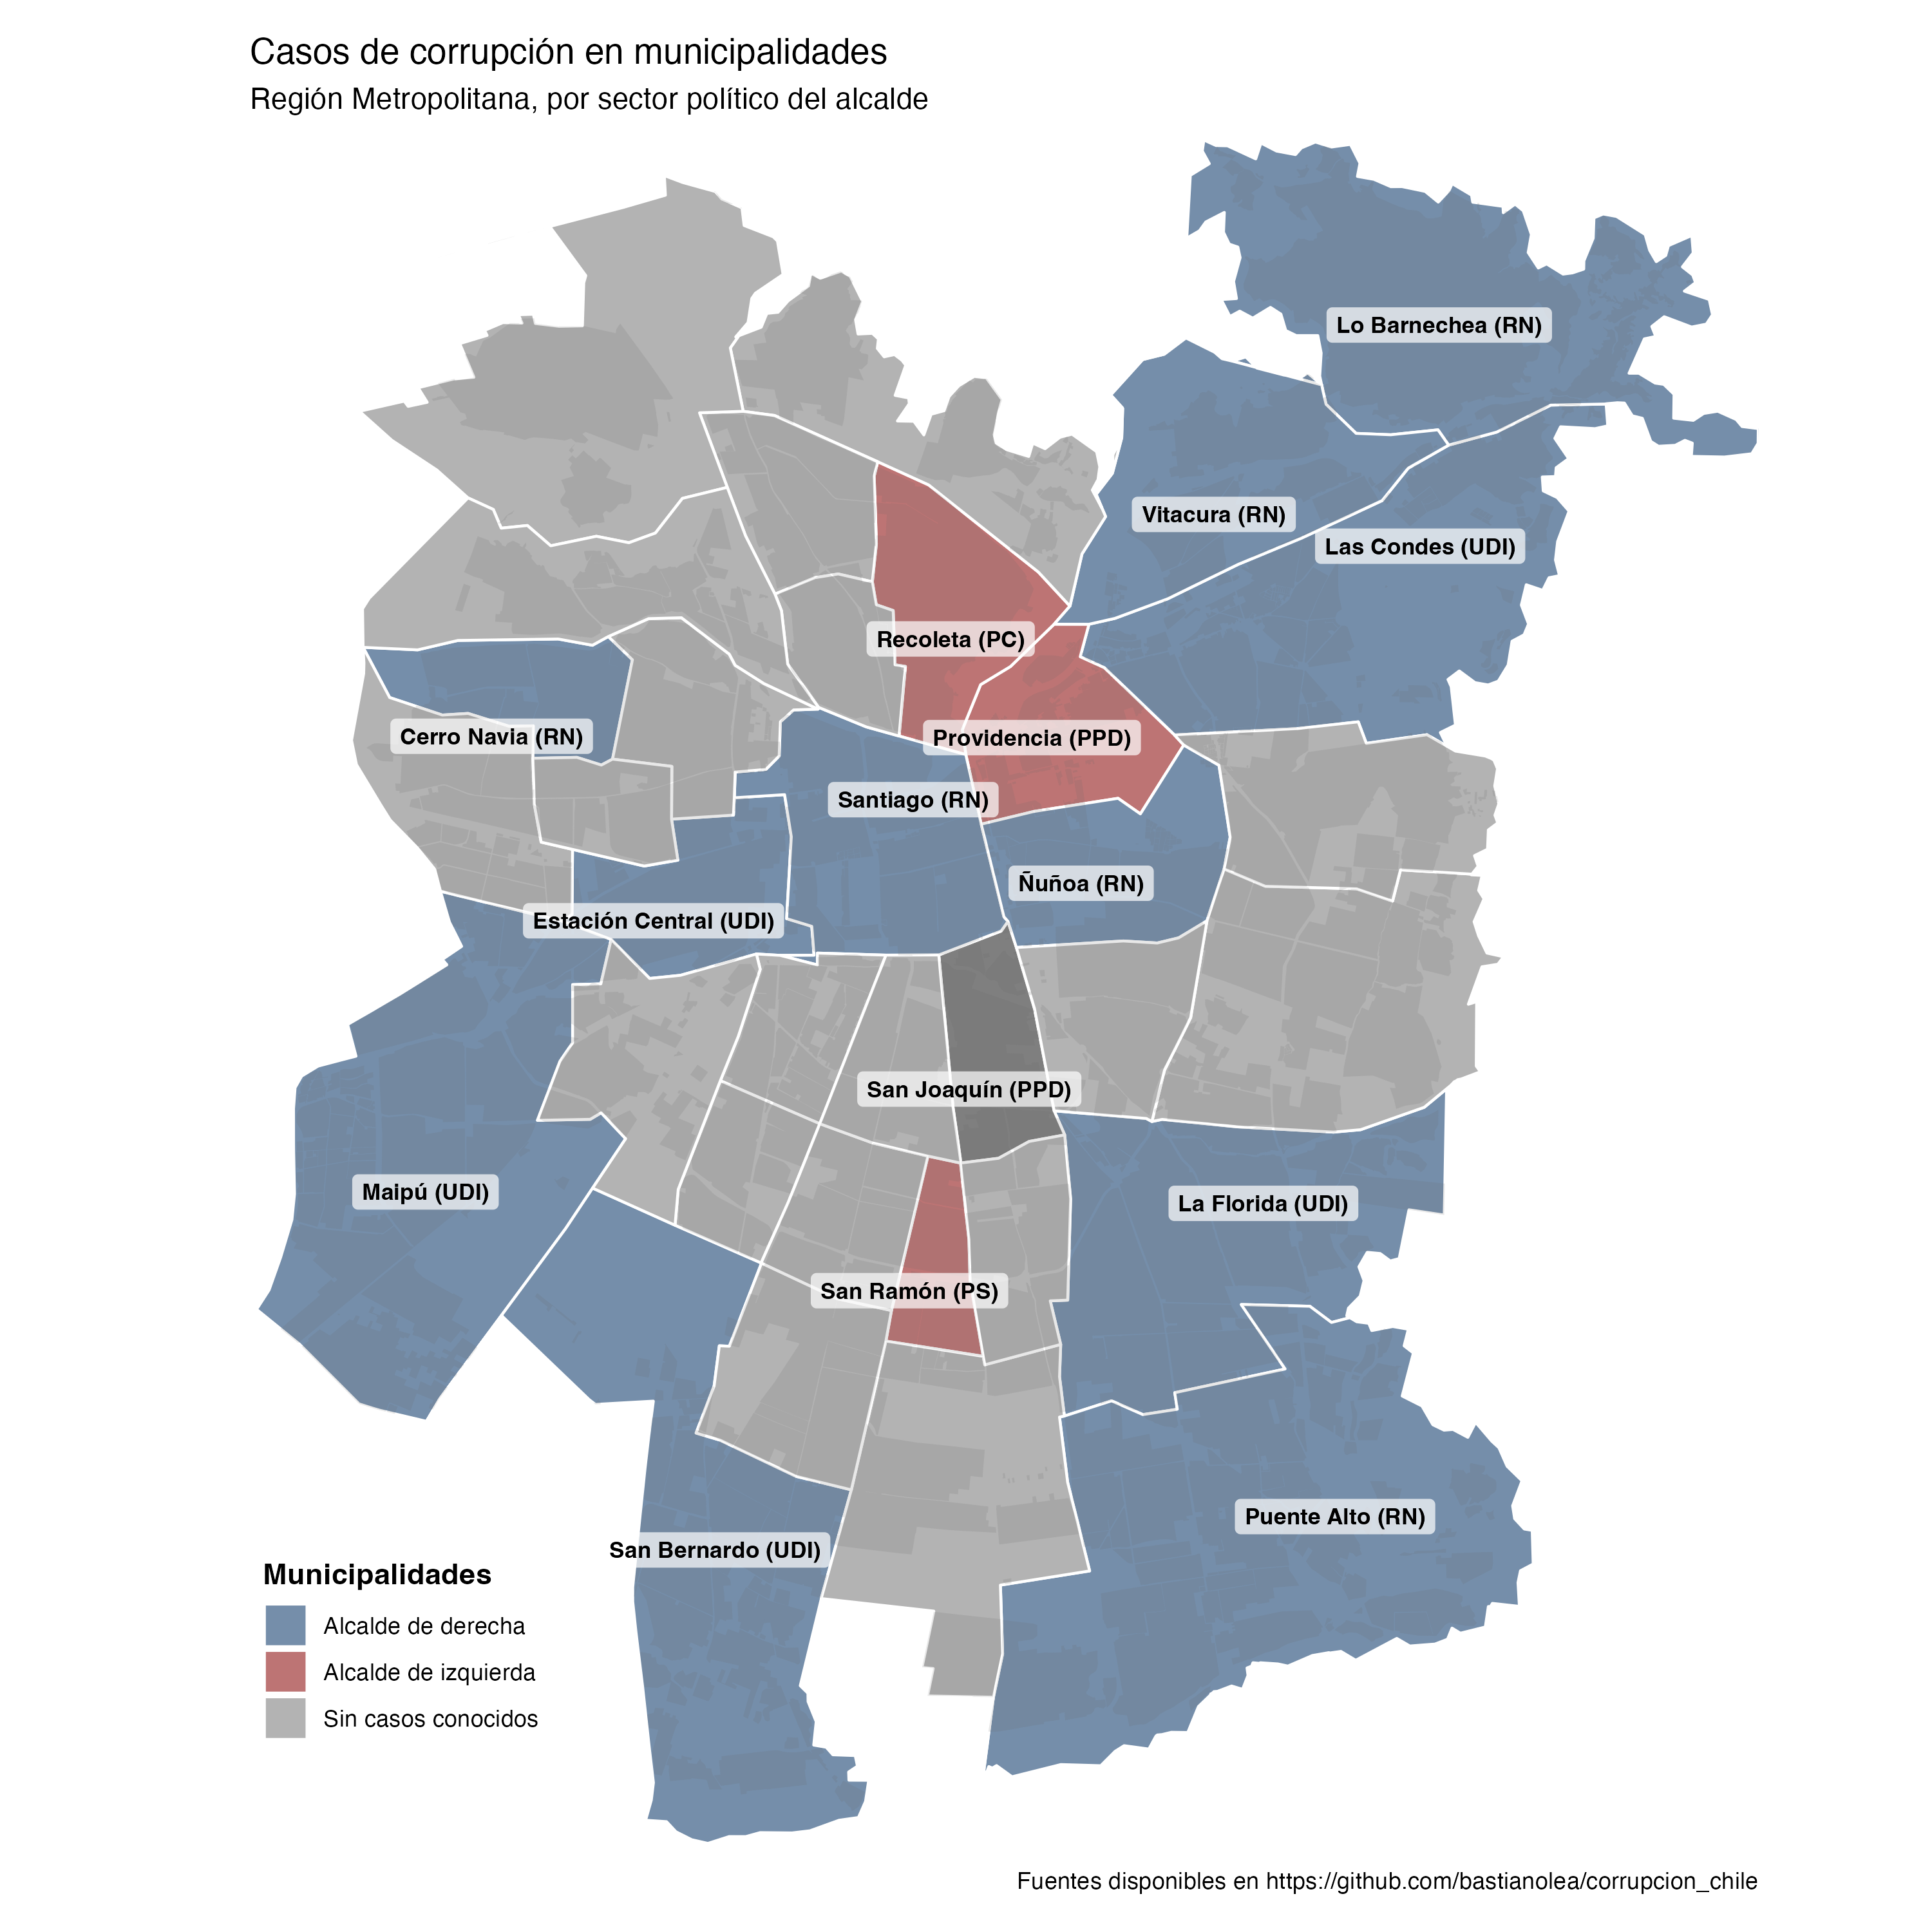 Casos de corrupción en municipalidades
Región Metropolitana, por sector político del alcalde
Lo Barnechea (RN)
Vitacura (RN)
Las Condes (UDI)
Recoleta (PC)
Cerro Navia (RN)
Providencia (PPD)
Santiago (RN)
Ñuñoa (RN)
Estación Central (UDI)
San Joaquín (PPD)
Maipú (UDI)
La Florida (UDI)
San Ramón (PS)
Puente Alto (RN)
San Bernardo (UDI)
Municipalidades
Alcalde de derecha
Alcalde de izquierda
Sin casos conocidos
Fuentes disponibles en https://github.com/bastianolea/corrupcion_chile